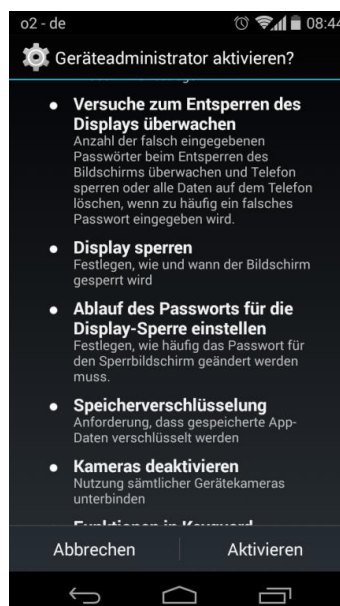 o2 - de 08:44
Geräteadministrator aktivieren?
Versuche zum Entsperren des
Displays überwachen
Anzahl der falsch eingegebenen
Passwörter beim Entsperren des
Bildschirms überwachen und Telefon
sperren oder alle Daten auf dem Telefon
löschen, wenn zu häufig ein falsches
Passwort eingegeben wird.
Display sperren
Festlegen, wie und wann der Bildschirm
gesperrt wird
Ablauf des Passworts für die
Display-Sperre einstellen
Festlegen, wie häufig das Passwort für
den Sperrbildschirm geändert werden
muss.
Speicherverschlüsselung
Anforderung, dass gespeicherte App-
Daten verschlüsselt werden
Kameras deaktivieren
Nutzung sämtlicher Gerätekameras
unterbinden
Funktionen in Keyguard
Abbrechen Aktivieren